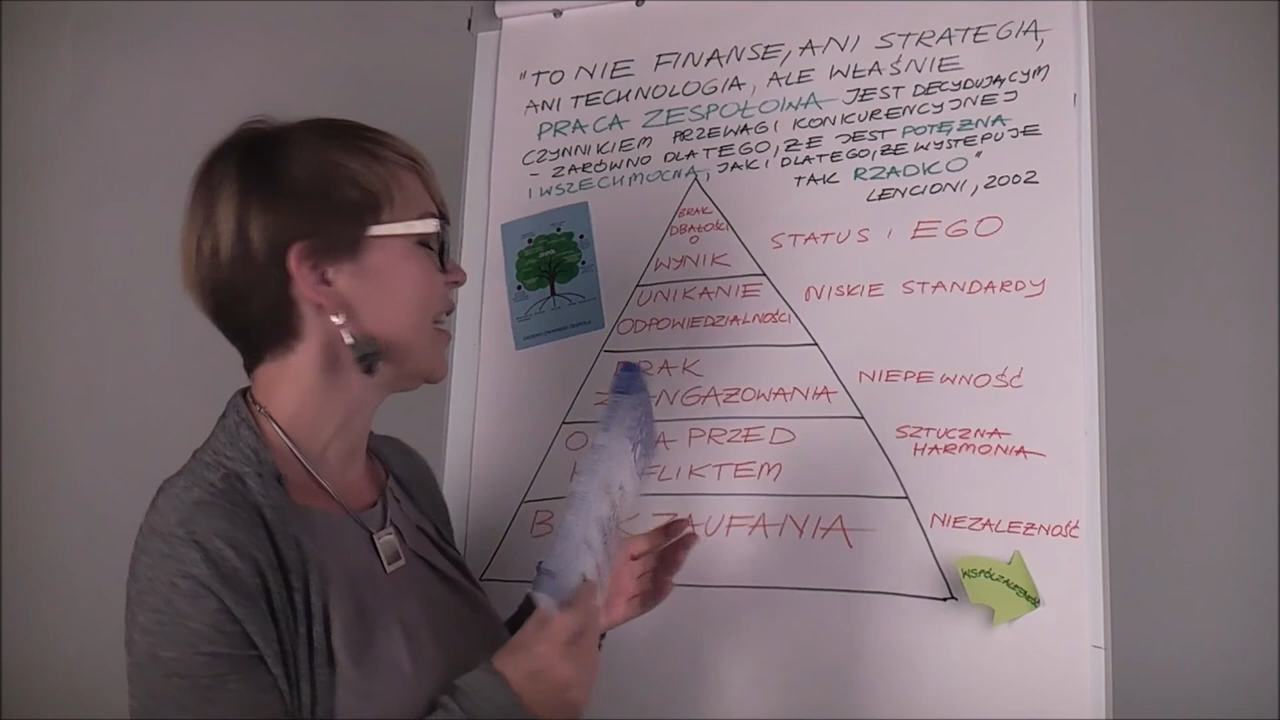 "TO NIE FINANSE, ANI STRATEGIA,
ANI TECHNOLOGIA, ALE WŁAŚNIE
PRACA ZESPOŁOWA JEST DECYDUJĄCYM
CZYNNIKIEM PRZEWAGI KONKURENCYJNEJ
- ZARÓWNO DLATEGO, ŻE JEST POTĘŻNA
I WSZECHMOCNA, JAK I DLATEGO, ŻE WYSTĘPUJE
TAK RZADKO"
LENCIONI, 2002
BRAK
DBAŁOŚCI
O
WYNIK
STATUS I EGO
UNIKANIE
ODPOWIEDZIALNOŚCI
NISKIE STANDARDY
BRAK
NGAŻOWANIA
NIEPEWNOŚĆ
O A PRZED
K FLIKTEM
SZTUCZNA
HARMONIA
B K ZAUFANIA
NIEZALEŻNOŚĆ
WSPÓŁZALEŻNOŚĆ